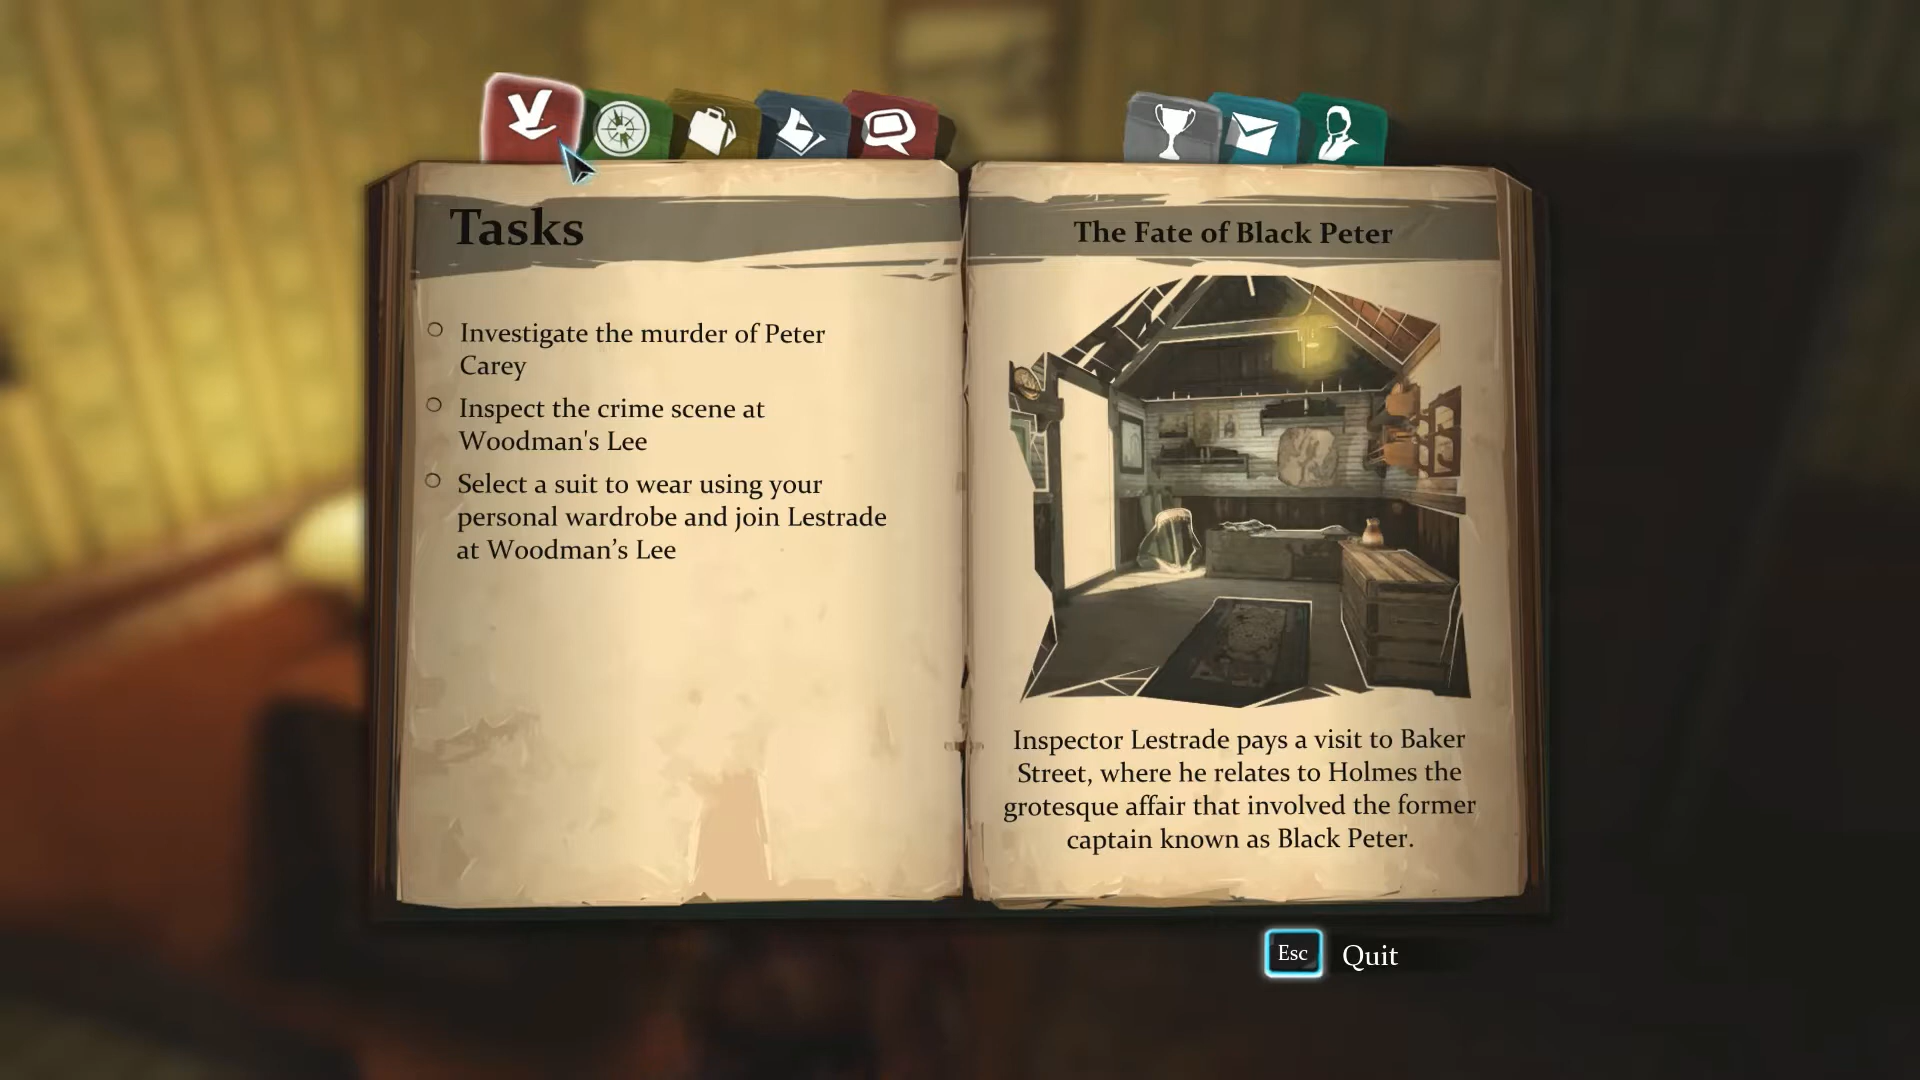 Tasks
Investigate the murder of Peter
Carey
Inspect the crime scene at
Woodman's Lee
Select a suit to wear using your
personal wardrobe and join Lestrade
at Woodman’s Lee
The Fate of Black Peter
Inspector Lestrade pays a visit to Baker
Street, where he relates to Holmes the
grotesque affair that involved the former
captain known as Black Peter.
Esc Quit